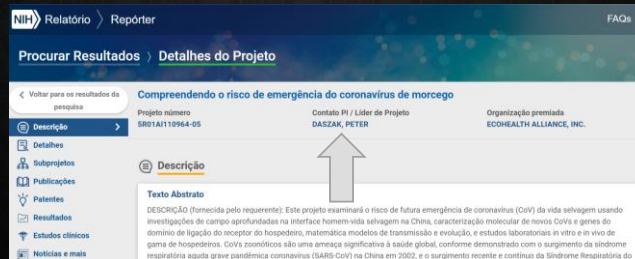 NIH Relatório Repórter
FAQs
Procurar Resultados Detalhes do Projeto
Voltar para os resultados da pesquisa
Descrição
Detalhes
Subprojetos
Publicações
Patentes
Resultados
Estudos clínicos
Notícias e mais
Compreendendo o risco de emergência do coronavírus de morcego
Projeto número
5R01AI110964-05
Contato PI / Líder de Projeto
DASZAK, PETER
Organização premiada
ECOHEALTH ALLIANCE, INC.
Descrição
Texto Abstrato
DESCRIÇÃO (fornecida pelo requerente): Este projeto examinará o risco de futura emergência de coronavírus (CoV) da vida selvagem usando
investigações de campo aprofundadas na interface homem-vida selvagem na China, caracterização molecular de novos CoVs e genes do
domínio de ligação do receptor do hospedeiro, matemática modelos de transmissão e evolução, e estudos laboratoriais in vitro e in vivo de
gama de hospedeiros. CoVs zoonóticos são uma ameaça significativa à saúde global, conforme demonstrado com o surgimento da síndrome
respiratória aguda grave pandêmica coronavírus (SARS-CoV) na China em 2002, e o surgimento recente e contínuo da Síndrome Respiratória do